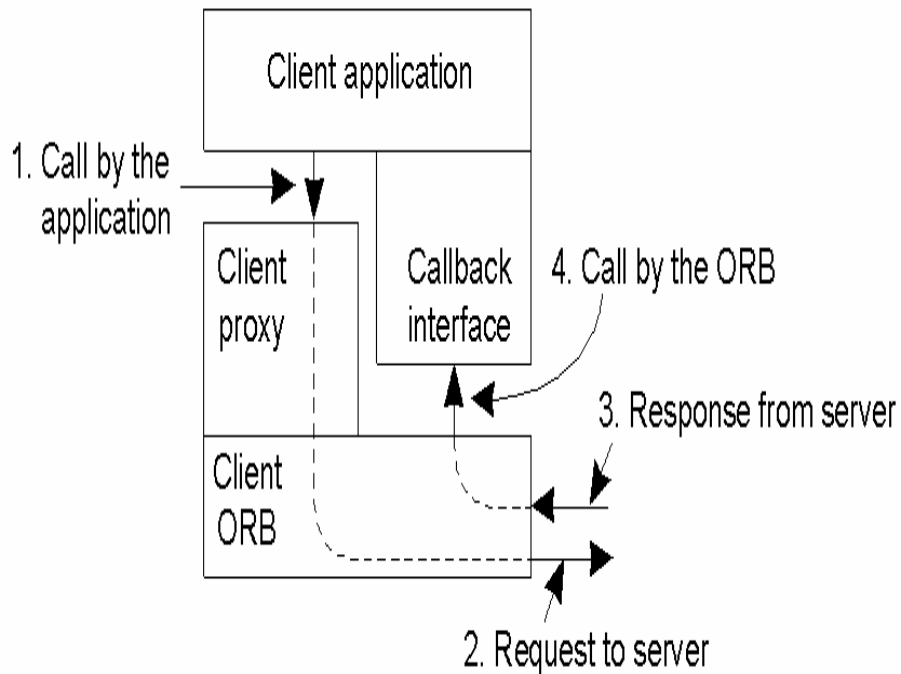 Client application
1. Call by the
application
Client
proxy
Callback
interface
4. Call by the ORB
3. Response from server
Client
ORB
2. Request to server